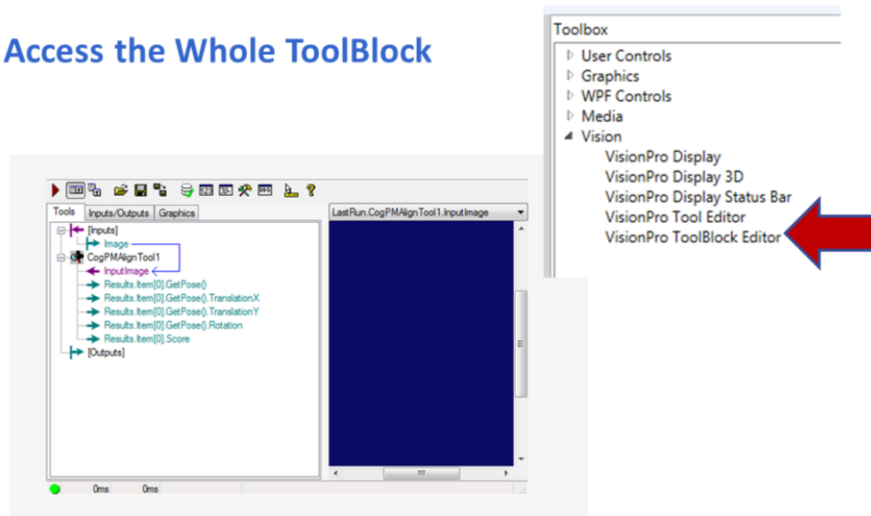 Access the Whole ToolBlock
Toolbox
User Controls
Graphics
WPF Controls
Media
Vision
VisionPro Display
VisionPro Display 3D
VisionPro Display Status Bar
VisionPro Tool Editor
VisionPro ToolBlock Editor
Tools Inputs/Outputs Graphics
LastRun.CogPMAlignTool1.InputImage
[Inputs]
Image
CogPMAlignTool1
InputImage
Results.Item[0].GetPose()
Results.Item[0].GetPose().TranslationX
Results.Item[0].GetPose().TranslationY
Results.Item[0].GetPose().Rotation
Results.Item[0].Score
[Outputs]
0ms 0ms